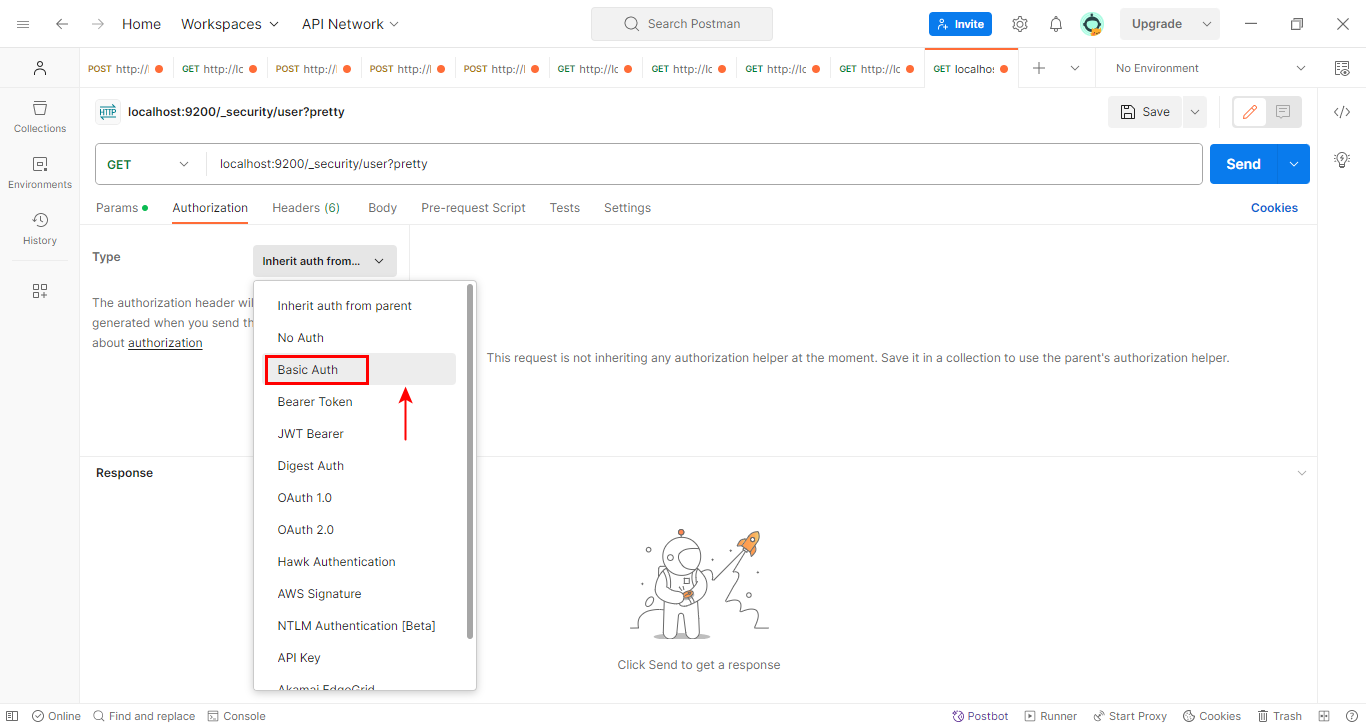 Home Workspaces API Network Search Postman Invite Upgrade
POST http://l GET http://lc POST http://l POST http://l POST http://l GET http://lc GET http://lc GET http://lc GET http://lc GET localhos No Environment
HTTP localhost:9200/_security/user?pretty Save
Collections
GET localhost:9200/_security/user?pretty Send
Environments
Params Authorization Headers (6) Body Pre-request Script Tests Settings Cookies
History
Type Inherit auth from...
The authorization header wil
generated when you send th
about authorization
Inherit auth from parent
No Auth
Basic Auth
Bearer Token
JWT Bearer
Digest Auth
OAuth 1.0
OAuth 2.0
Hawk Authentication
AWS Signature
NTLM Authentication [Beta]
API Key
Akamai EdgeGrid
This request is not inheriting any authorization helper at the moment. Save it in a collection to use the parent's authorization helper.
Response
Click Send to get a response
Online Find and replace Console Postbot Runner Start Proxy Cookies Trash